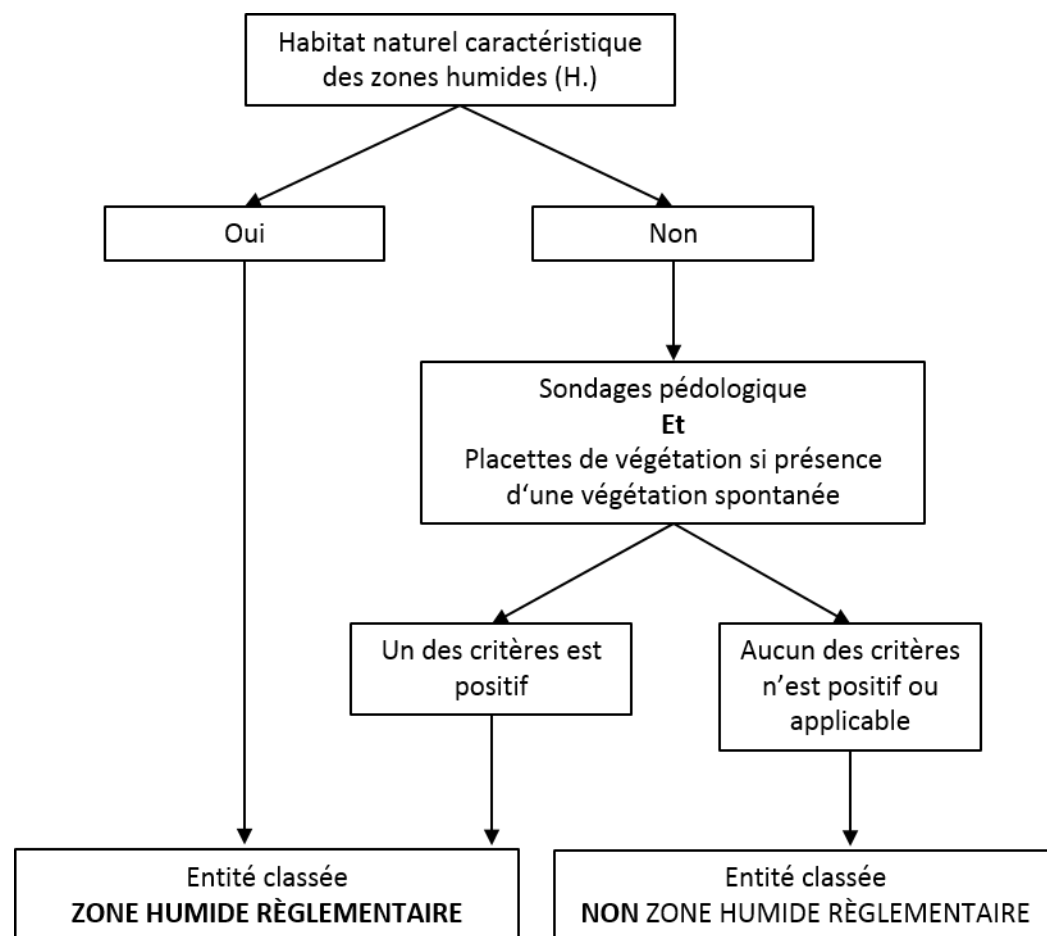 Habitat naturel caractéristique
des zones humides (H.)
Oui
Non
Sondages pédologique
Et
Placettes de végétation si présence
d‘une végétation spontanée
Un des critères est
positif
Aucun des critères
n’est positif ou
applicable
Entité classée
ZONE HUMIDE RÈGLEMENTAIRE
Entité classée
NON ZONE HUMIDE RÈGLEMENTAIRE